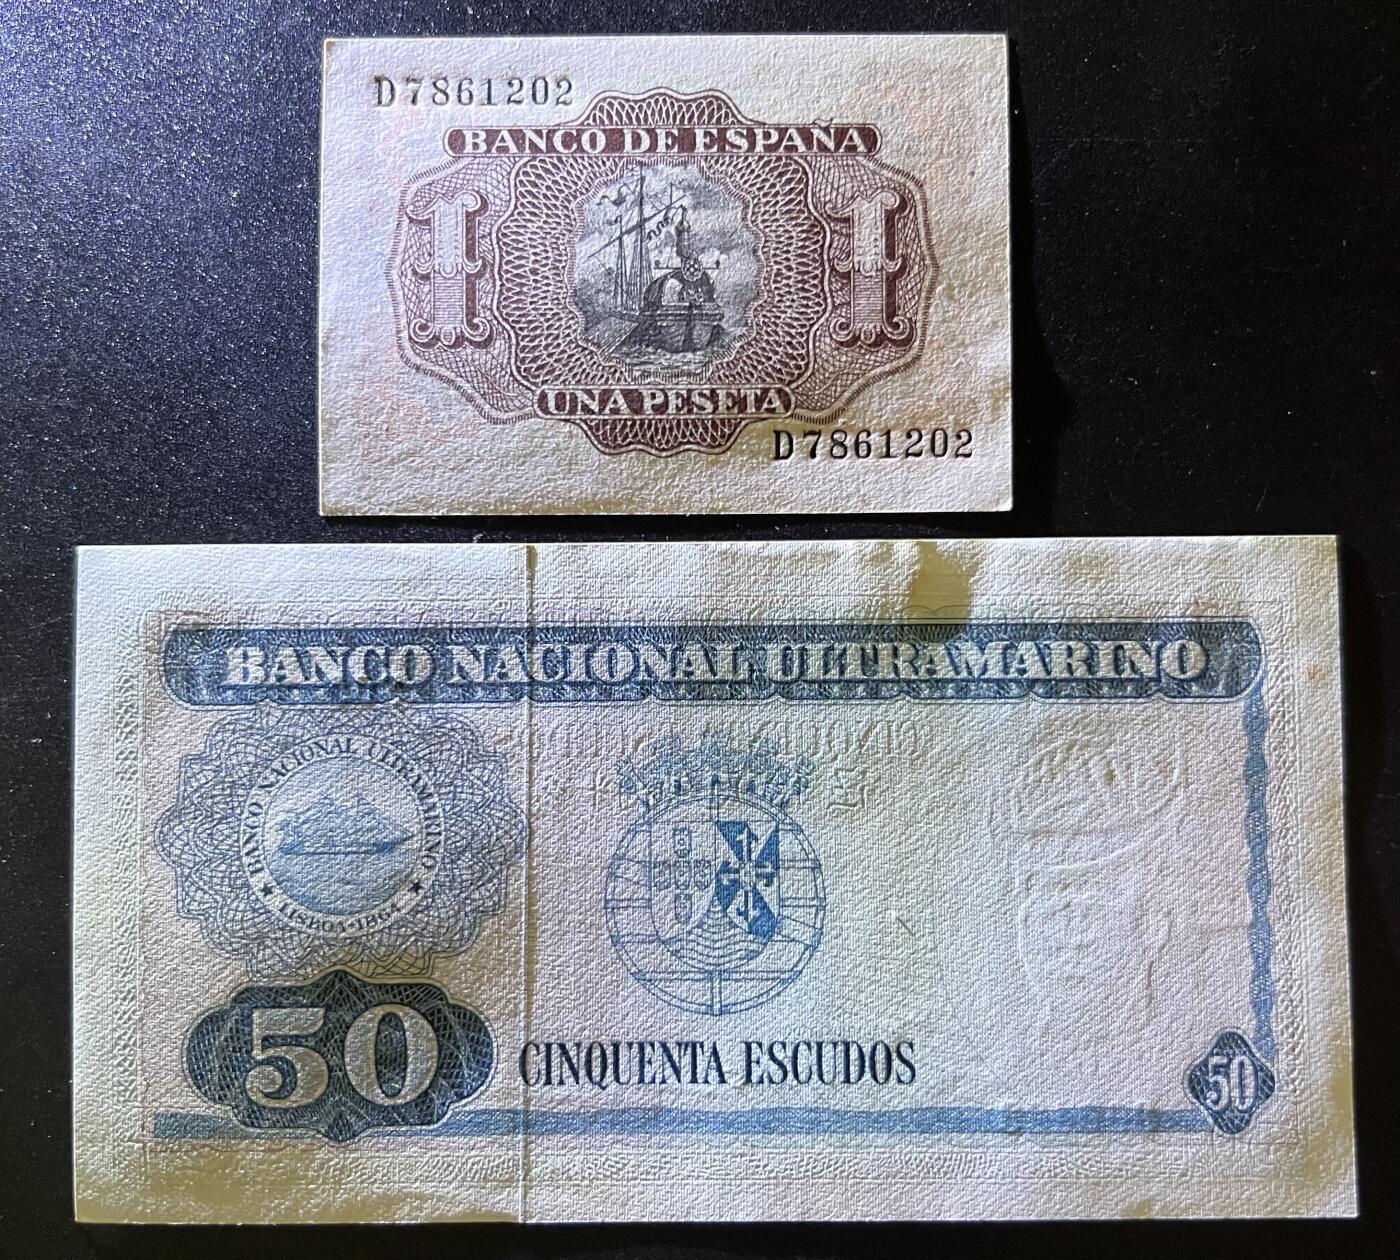 D7861202
BANCO DE ESPAÑA
1 1
UNA PESETA
D7861202
BANCO NACIONAL ULTRAMARINO
BANCO NACIONAL ULTRAMARINO
★ LISBOA·1864 ★
50
CINQUENTA ESCUDOS
50